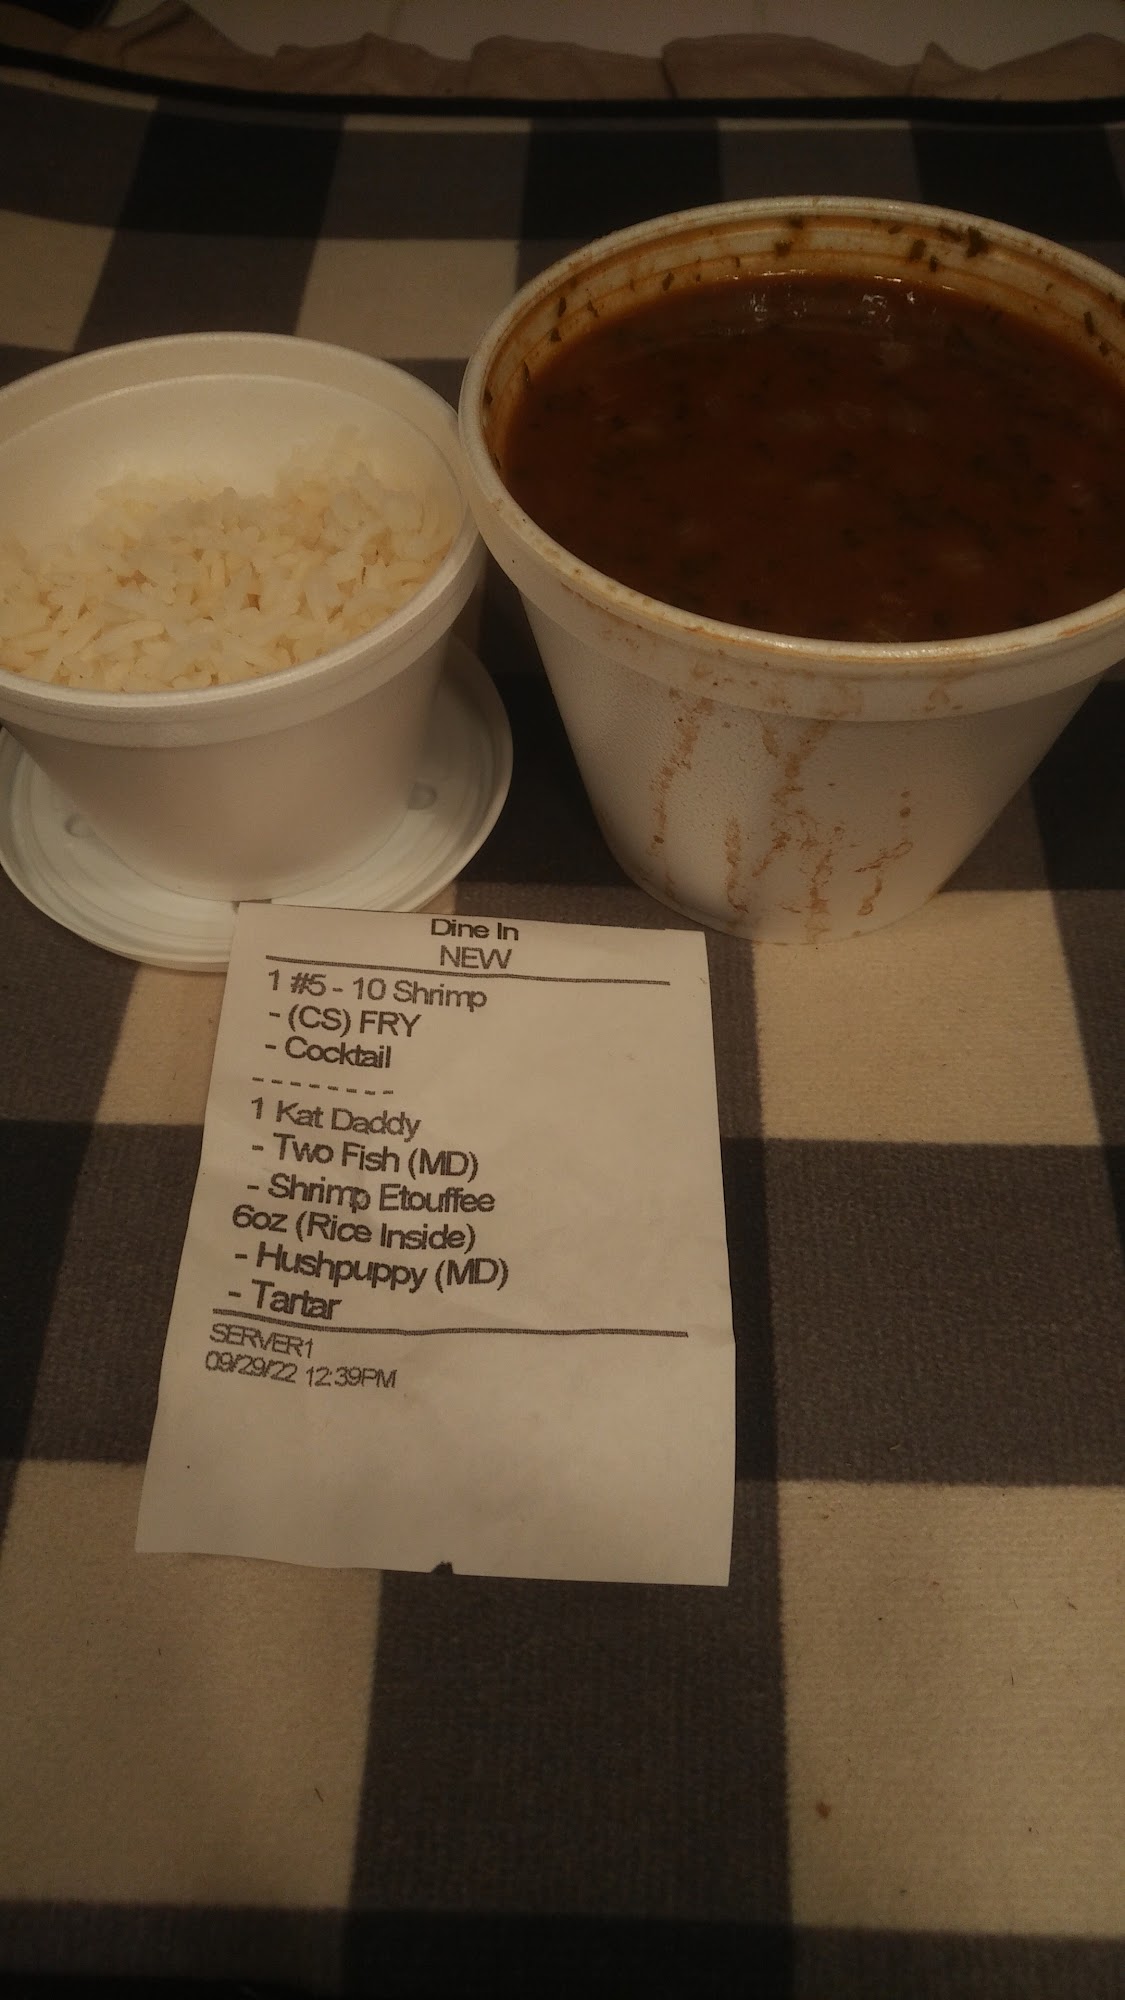 Dine In
NEW
1 #5 - 10 Shrimp
- (CS) FRY
- Cocktail
--------
1 Kat Daddy
- Two Fish (MD)
- Shrimp Etouffee
6oz (Rice Inside)
- Hushpuppy (MD)
- Tartar
SERVER1
09/29/22 12:39PM